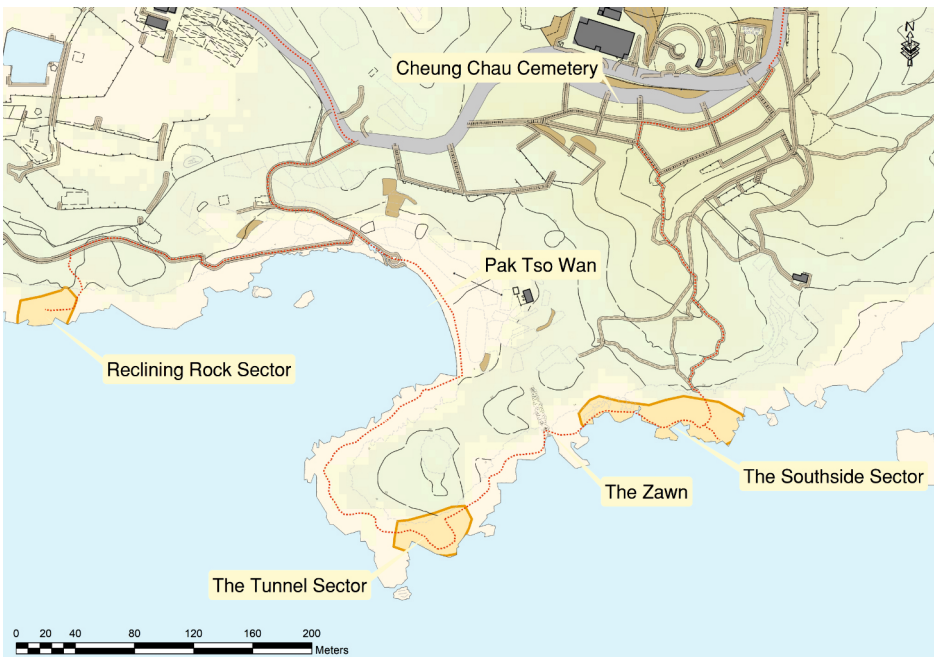 N
Cheung Chau Cemetery
Pak Tso Wan
Reclining Rock Sector
The Southside Sector
The Zawn
The Tunnel Sector
0 20 40 80 120 160 200
Meters